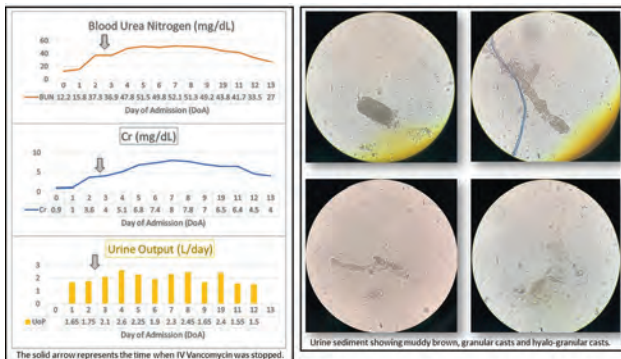 Blood Urea Nitrogen (mg/dL)
60
40
20
0
0 1 2 3 4 5 6 7 8 9 10 11 12 13
BUN 12.2 15.8 37.3 36.9 47.8 51.5 49.8 52.1 51.3 49.2 43.8 41.7 33.5 27
Day of Admission (DoA)
Cr (mg/dL)
10
5
0
0 1 2 3 4 5 6 7 8 9 10 11 12 13
Cr 0.9 1 3.6 4 5.1 6.8 7.4 7.8 7 6.5 6.4 4.5 4
Day of Admission (DoA)
Urine Output (L/day)
3
2
1
0
0 1 2 3 4 5 6 7 8 9 10 11 12 13
UoP 1.65 1.75 2.1 2.6 2.25 1.9 2.3 2.45 1.65 2.4 1.55 1.5
Day of Admission (DoA)
The solid arrow represents the time when IV Vancomycin was stopped.
Urine sediment showing muddy brown, granular casts and hyalo-granular casts.